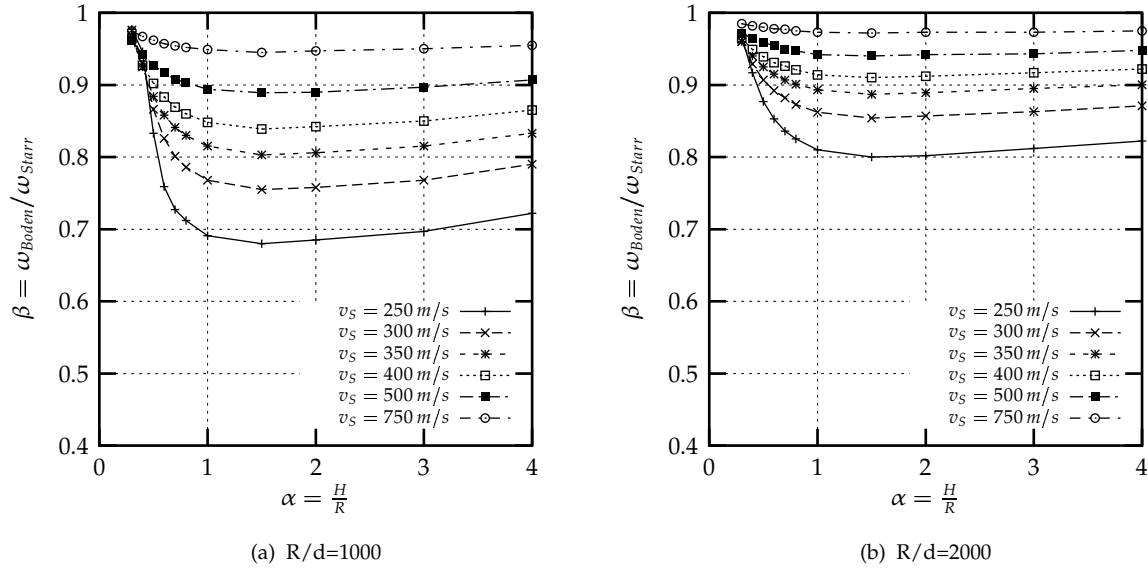 1
0.9
0.8
0.7
0.6
0.5
0.4
β = ω_Boden/ω_Starr
v_S = 250 m/s
v_S = 300 m/s
v_S = 350 m/s
v_S = 400 m/s
v_S = 500 m/s
v_S = 750 m/s
0 1 2 3 4
α = H/R
(a) R/d=1000
1
0.9
0.8
0.7
0.6
0.5
0.4
β = ω_Boden/ω_Starr
v_S = 250 m/s
v_S = 300 m/s
v_S = 350 m/s
v_S = 400 m/s
v_S = 500 m/s
v_S = 750 m/s
0 1 2 3 4
α = H/R
(b) R/d=2000